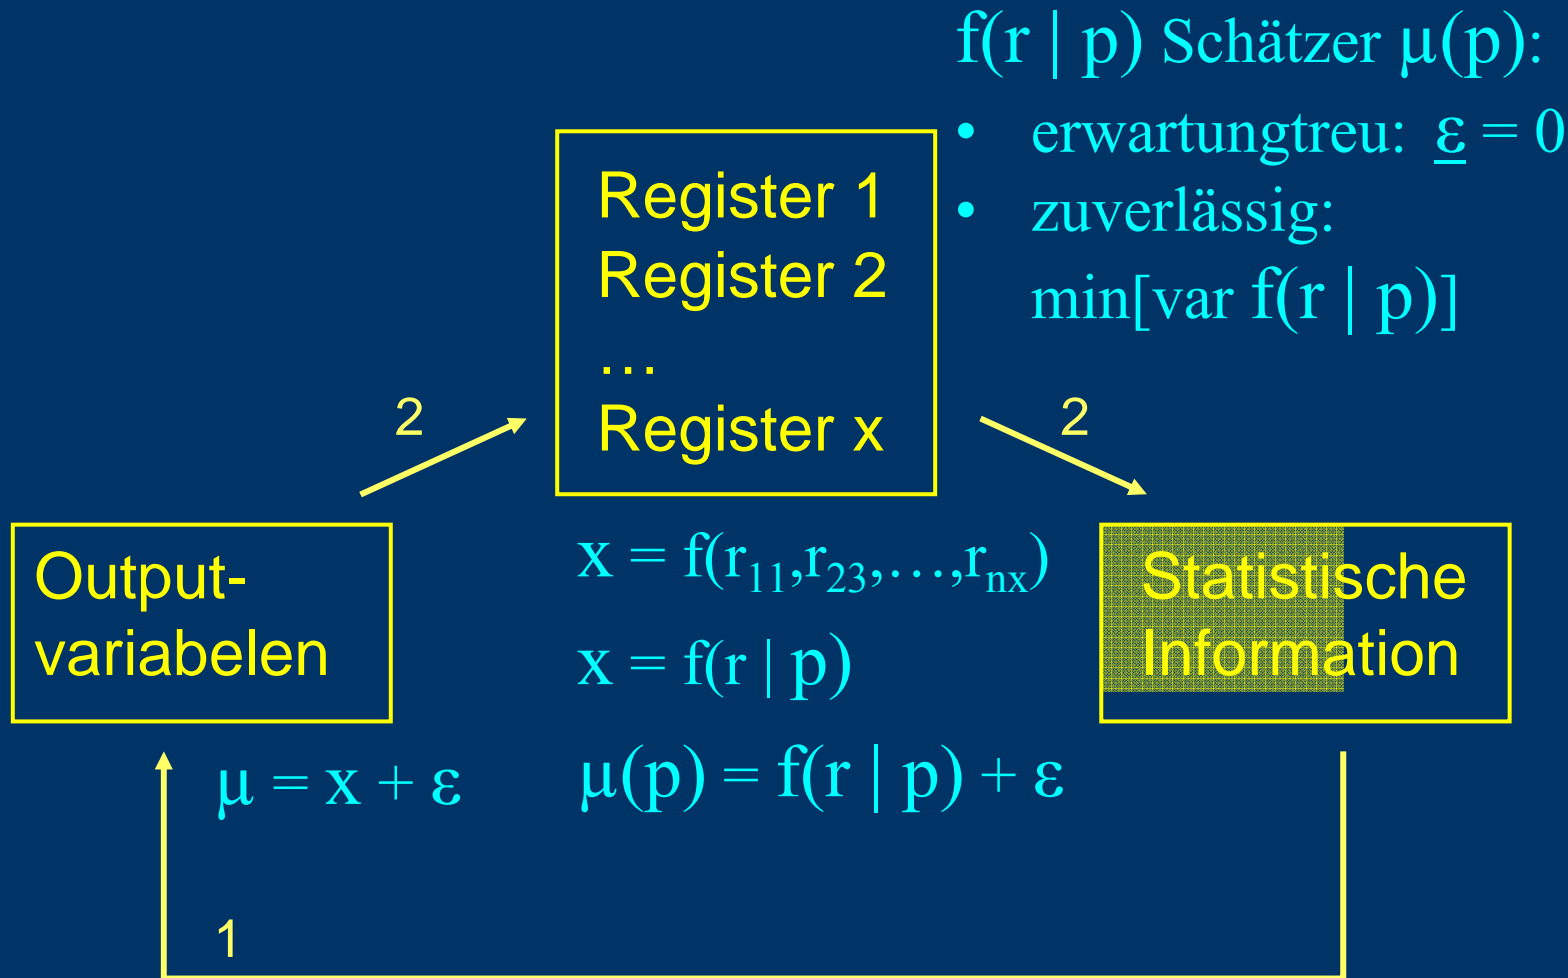 f(r | p) Schätzer μ(p):
• erwartungtreu: ε = 0
• zuverlässig:
min[var f(r | p)]
Register 1
Register 2
…
Register x
2
2
Output-
variabelen
x = f(r₁₁,r₂₃,…,rₙₓ)
x = f(r | p)
μ(p) = f(r | p) + ε
Statistische
Information
μ = x + ε
1